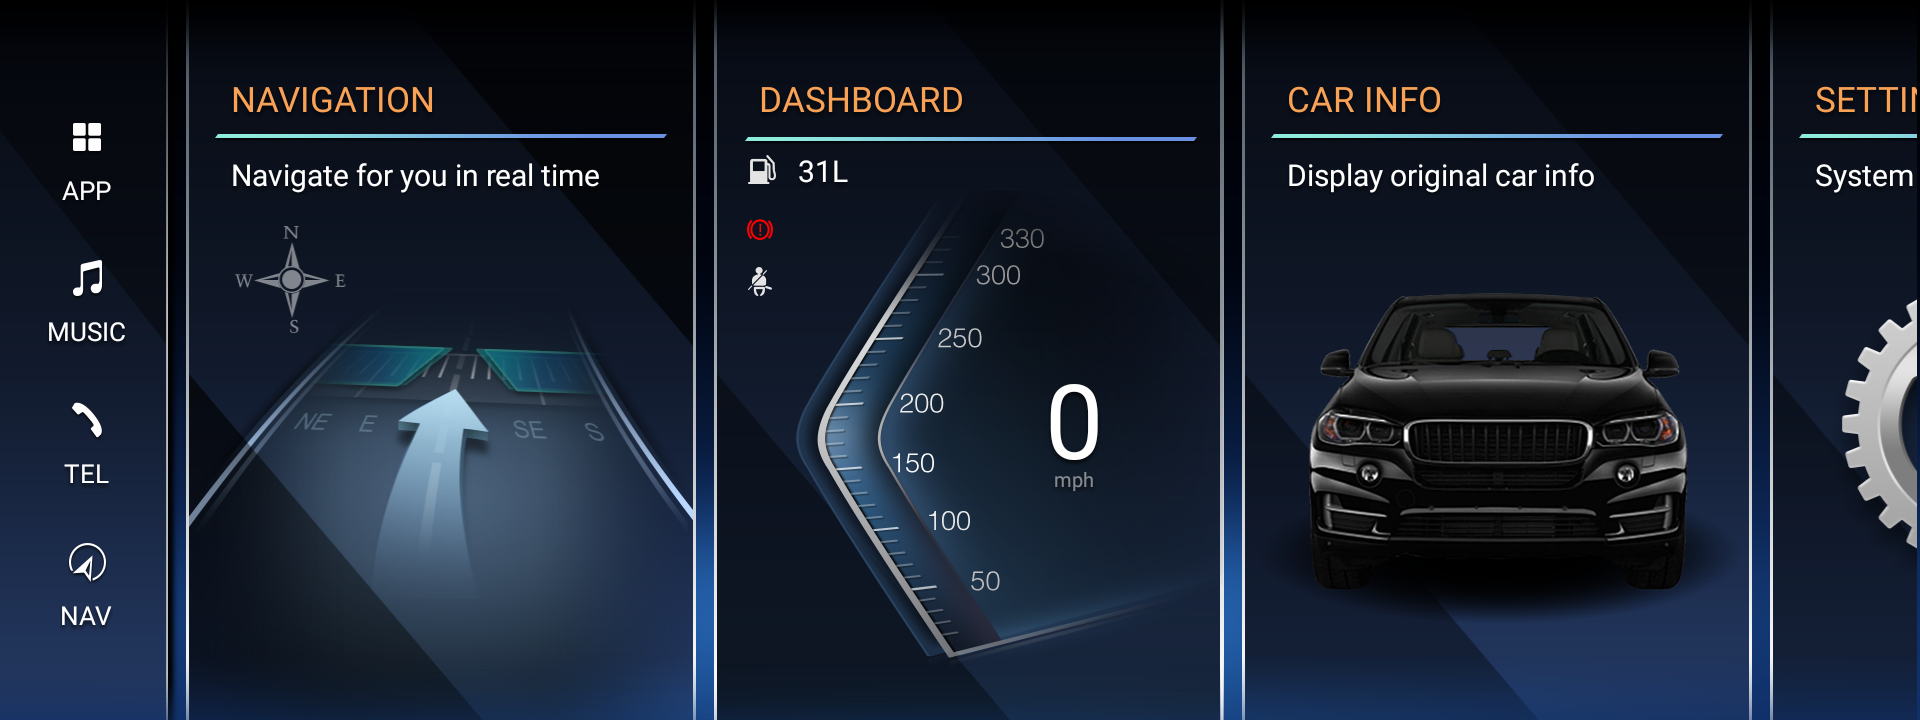 APP
MUSIC
TEL
NAV
NAVIGATION
Navigate for you in real time
N
W E
S
NE E SE S
DASHBOARD
31L
330
300
250
200
150
100
50
0
mph
CAR INFO
Display original car info
SETTIN
System